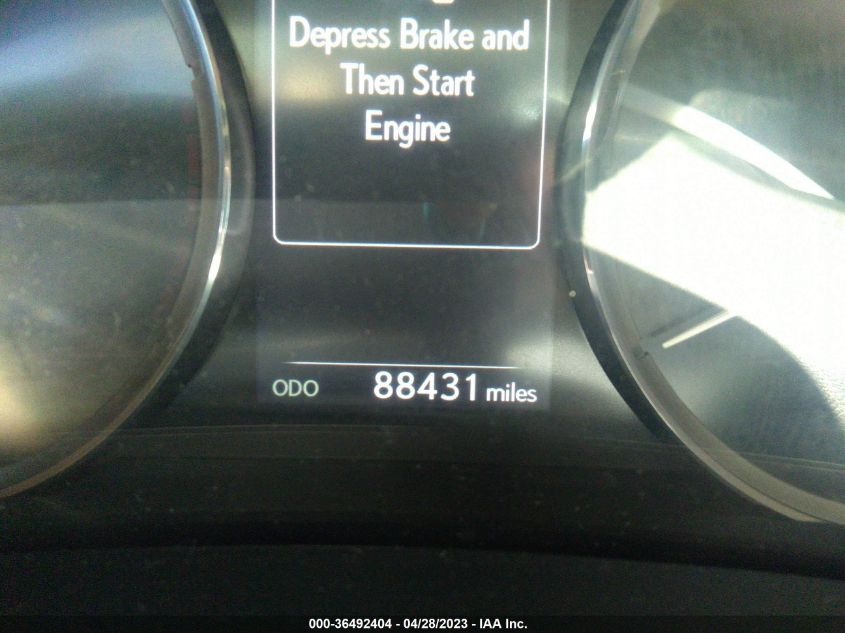 Depress Brake and
Then Start
Engine
ODO 88431 miles
000-36492404 - 04/28/2023 - IAA Inc.